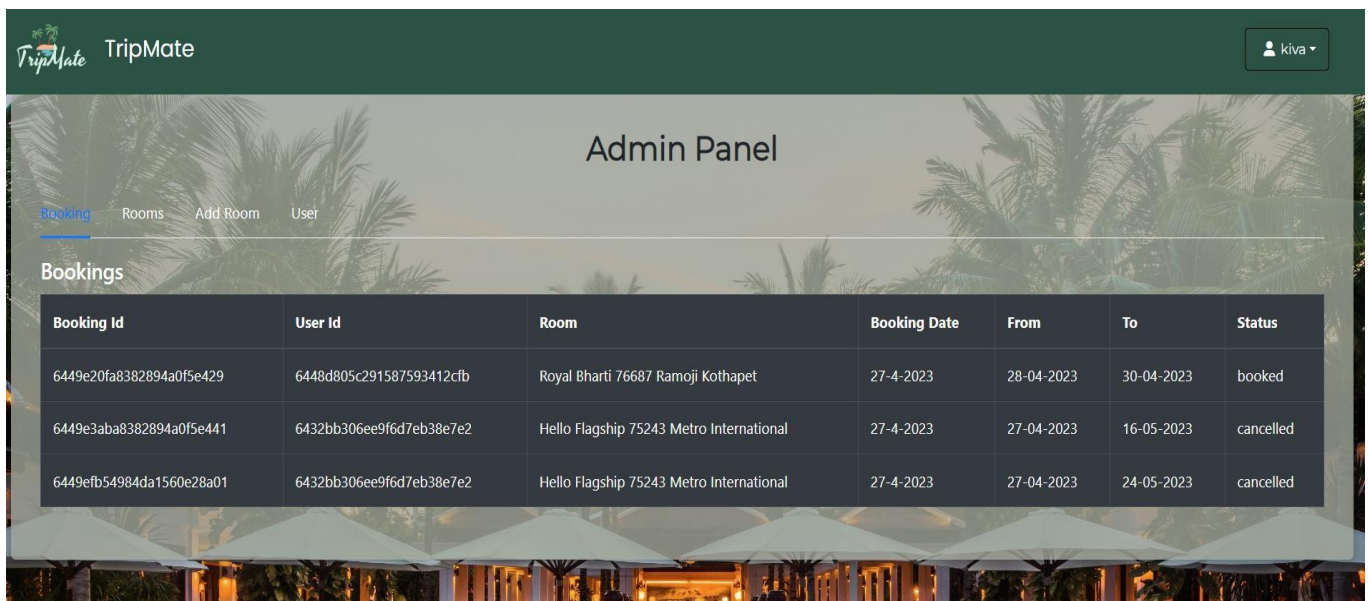 TripMate TripMate kiva
Admin Panel
Booking Rooms Add Room User
Bookings
Booking Id User Id Room Booking Date From To Status
6449e20fa8382894a0f5e429 6448d805c291587593412cfb Royal Bharti 76687 Ramoji Kothapet 27-4-2023 28-04-2023 30-04-2023 booked
6449e3aba8382894a0f5e441 6432bb306ee9f6d7eb38e7e2 Hello Flagship 75243 Metro International 27-4-2023 27-04-2023 16-05-2023 cancelled
6449efb54984da1560e28a01 6432bb306ee9f6d7eb38e7e2 Hello Flagship 75243 Metro International 27-4-2023 27-04-2023 24-05-2023 cancelled